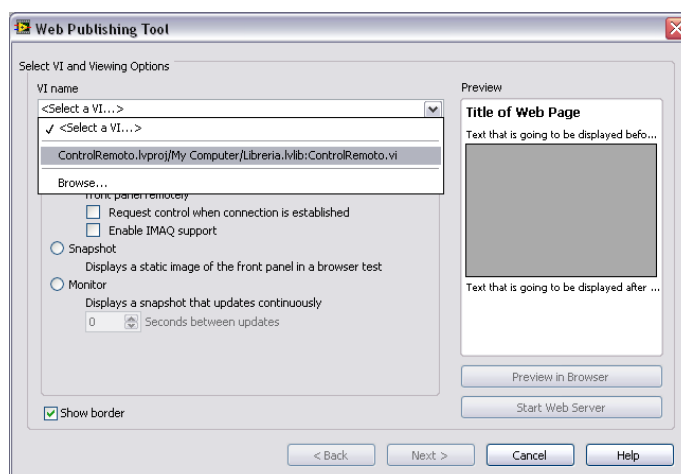 Web Publishing Tool
Select VI and Viewing Options
VI name
<Select a VI...>
✓ <Select a VI...>
ControlRemoto.lvproj/My Computer/Libreria.lvlib:ControlRemoto.vi
Browse...
front panel remotely
Request control when connection is established
Enable IMAQ support
Snapshot
Displays a static image of the front panel in a browser test
Monitor
Displays a snapshot that updates continuously
0 Seconds between updates
Show border
Preview
Title of Web Page
Text that is going to be displayed befo...
Text that is going to be displayed after ...
Preview in Browser
Start Web Server
< Back
Next >
Cancel
Help